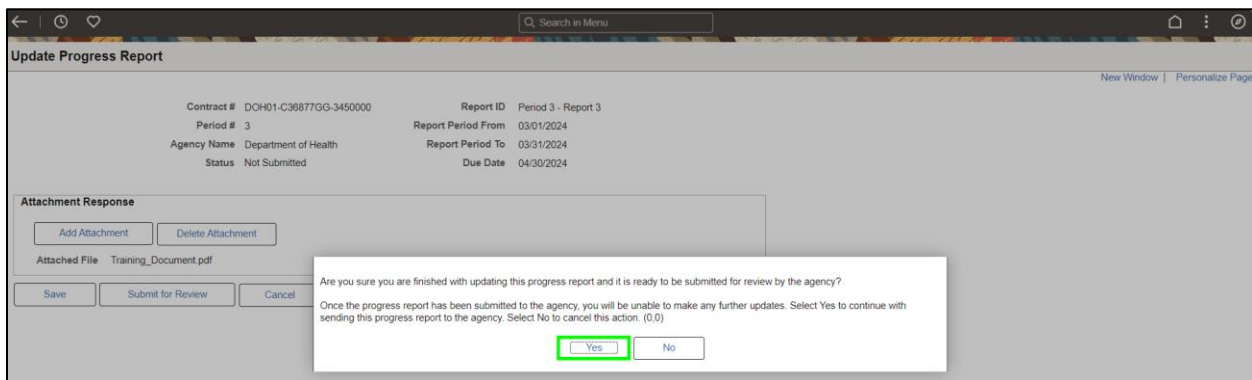 Search in Menu
Update Progress Report
New Window | Personalize Page
Contract # DOH01-C36877GG-3450000 Report ID Period 3 - Report 3
Period # 3 Report Period From 03/01/2024
Agency Name Department of Health Report Period To 03/31/2024
Status Not Submitted Due Date 04/30/2024
Attachment Response
Add Attachment Delete Attachment
Attached File Training_Document.pdf
Save Submit for Review Cancel
Are you sure you are finished with updating this progress report and it is ready to be submitted for review by the agency?
Once the progress report has been submitted to the agency, you will be unable to make any further updates. Select Yes to continue with
sending this progress report to the agency. Select No to cancel this action. (0,0)
Yes No